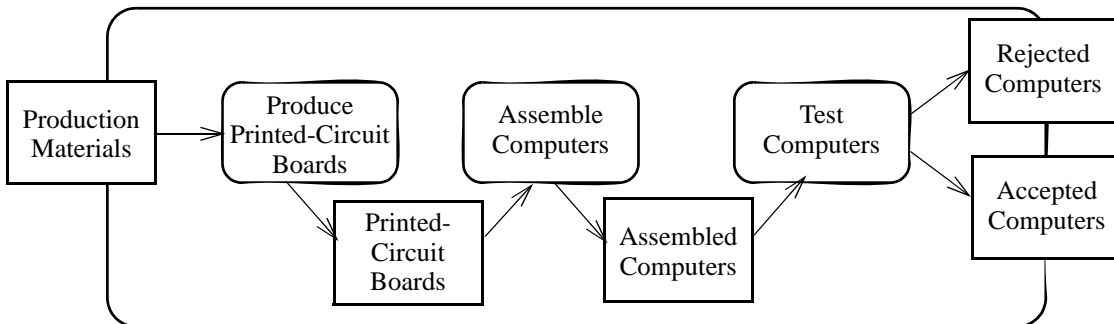 Production
Materials
Produce
Printed-Circuit
Boards
Printed-
Circuit
Boards
Assemble
Computers
Assembled
Computers
Test
Computers
Rejected
Computers
Accepted
Computers